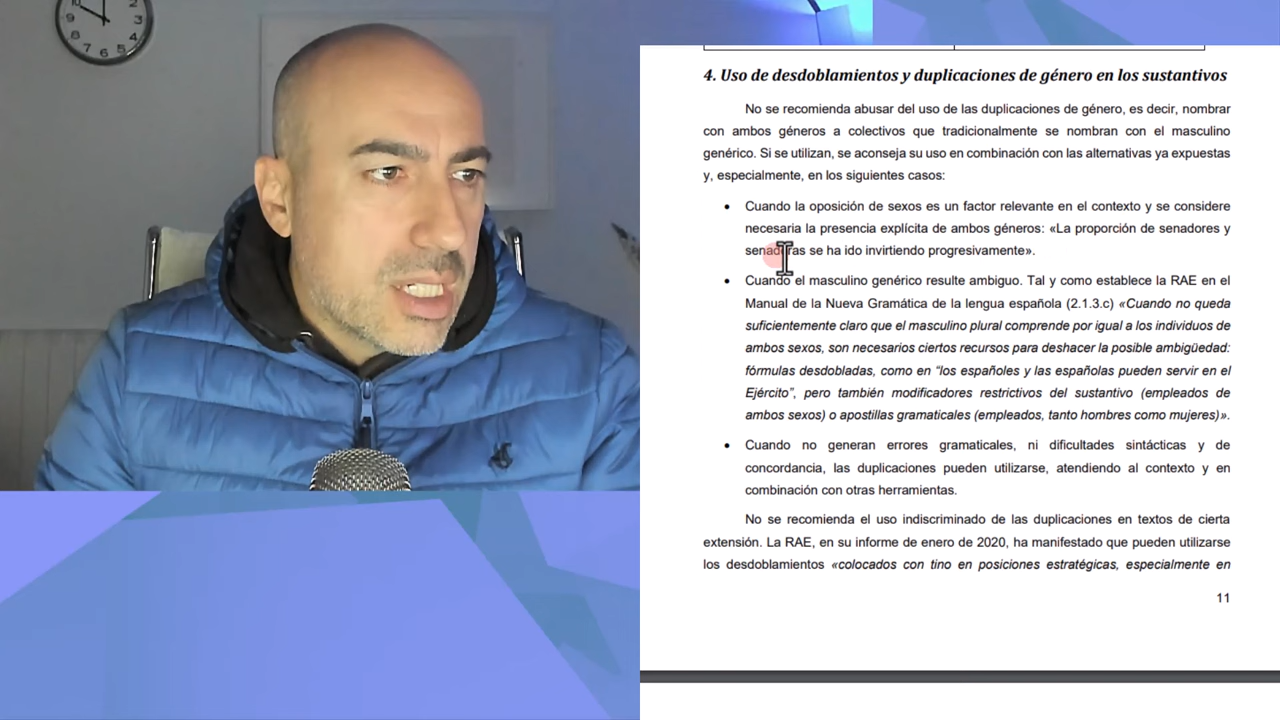 10
9
8
7
6
5
4
3
2
4. Uso de desdoblamientos y duplicaciones de género en los sustantivos
No se recomienda abusar del uso de las duplicaciones de género, es decir, nombrar
con ambos géneros a colectivos que tradicionalmente se nombran con el masculino
genérico. Si se utilizan, se aconseja su uso en combinación con las alternativas ya expuestas
y, especialmente, en los siguientes casos:
• Cuando la oposición de sexos es un factor relevante en el contexto y se considere
necesaria la presencia explícita de ambos géneros: «La proporción de senadores y
senadoras se ha ido invirtiendo progresivamente».
• Cuando el masculino genérico resulte ambiguo. Tal y como establece la RAE en el
Manual de la Nueva Gramática de la lengua española (2.1.3.c) «Cuando no queda
suficientemente claro que el masculino plural comprende por igual a los individuos de
ambos sexos, son necesarios ciertos recursos para deshacer la posible ambigüedad:
fórmulas desdobladas, como en “los españoles y las españolas pueden servir en el
Ejército”, pero también modificadores restrictivos del sustantivo (empleados de
ambos sexos) o apostillas gramaticales (empleados, tanto hombres como mujeres)».
• Cuando no generan errores gramaticales, ni dificultades sintácticas y de
concordancia, las duplicaciones pueden utilizarse, atendiendo al contexto y en
combinación con otras herramientas.
No se recomienda el uso indiscriminado de las duplicaciones en textos de cierta
extensión. La RAE, en su informe de enero de 2020, ha manifestado que pueden utilizarse
los desdoblamientos «colocados con tino en posiciones estratégicas, especialmente en
11